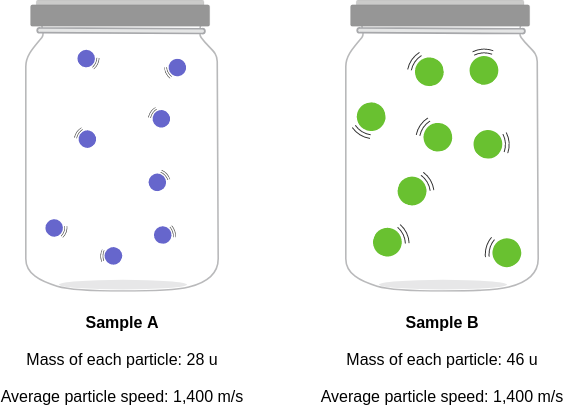 Sample A
Mass of each particle: 28 u
Average particle speed: 1,400 m/s
Sample B
Mass of each particle: 46 u
Average particle speed: 1,400 m/s